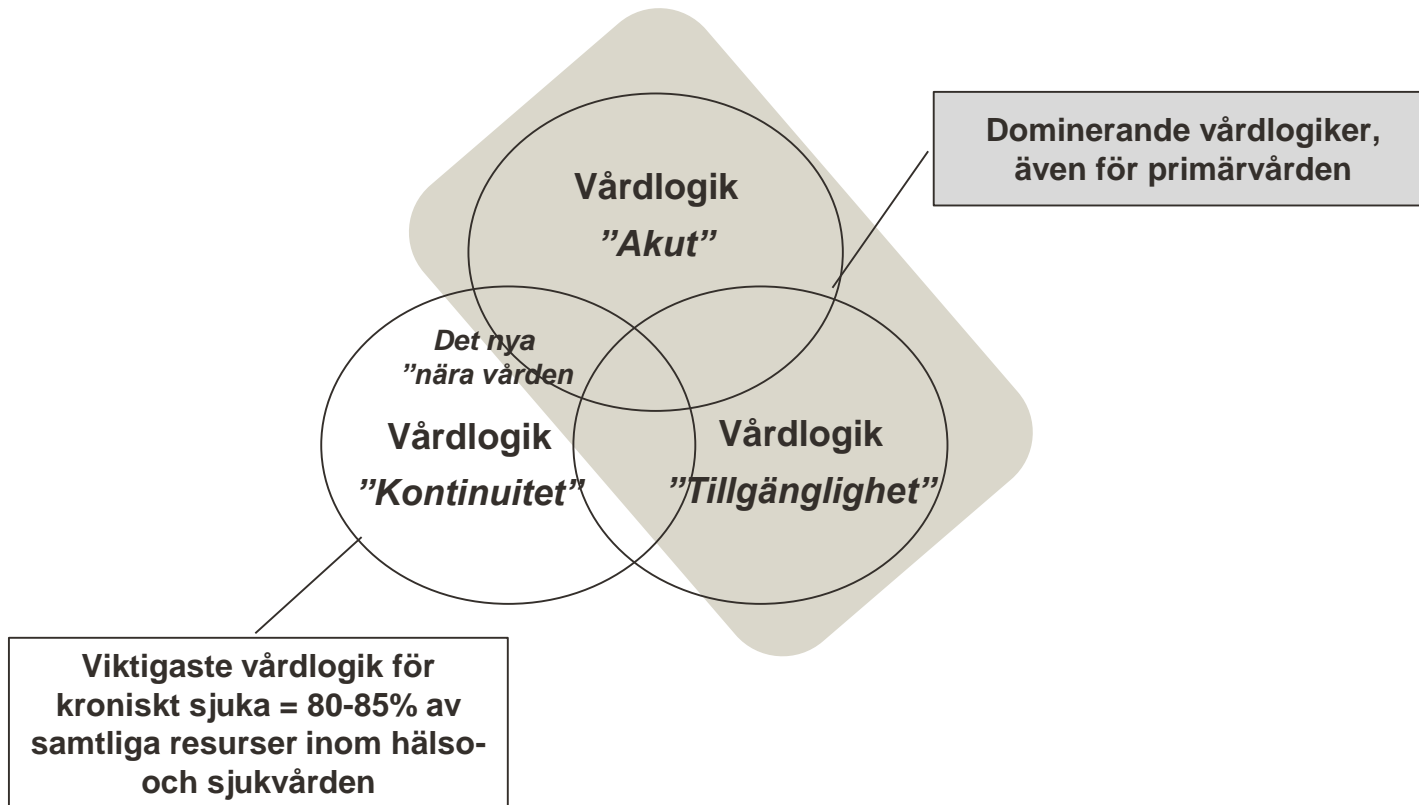 Dominerande vårdlogiker,
även för primärvården
Vårdlogik
”Akut”
Det nya
”nära vården
Vårdlogik
”Kontinuitet”
Vårdlogik
”Tillgänglighet”
Viktigaste vårdlogik för
kroniskt sjuka = 80-85% av
samtliga resurser inom hälso-
och sjukvården